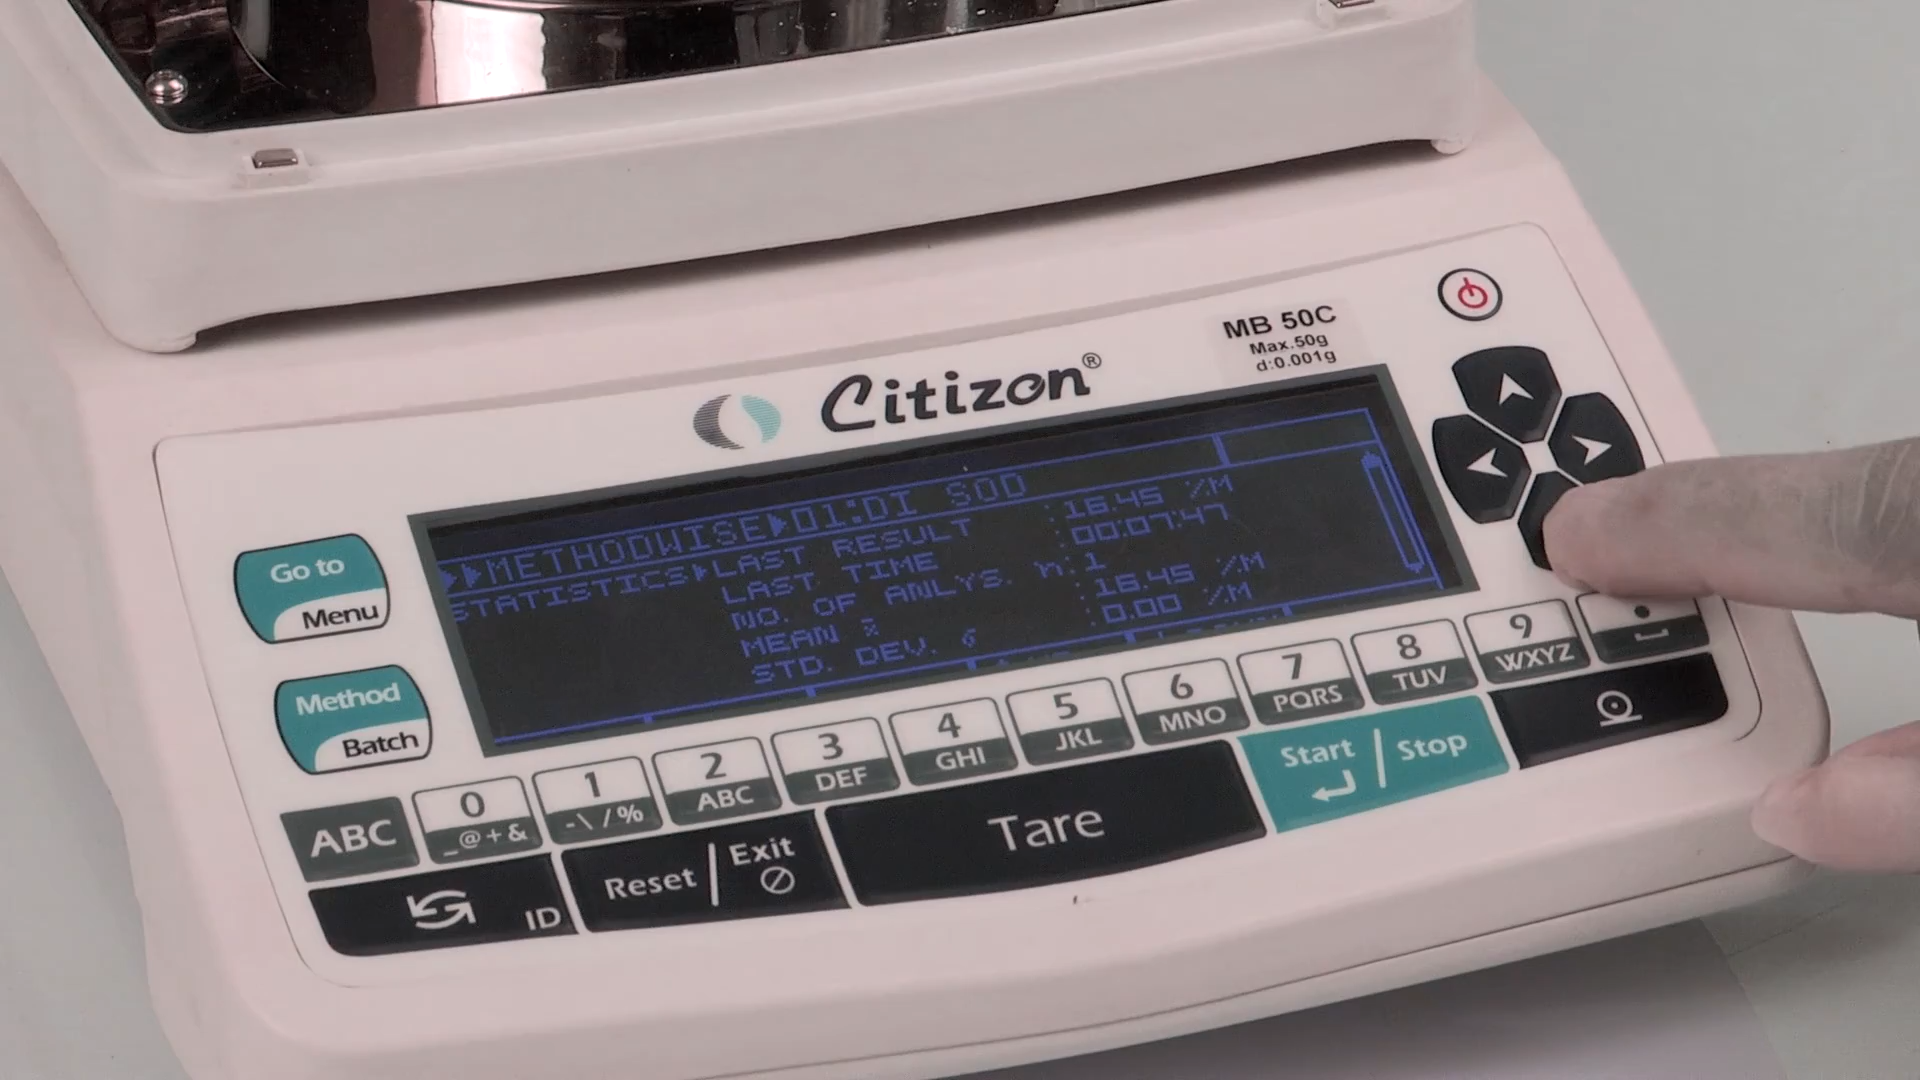 MB 50C
Max.50g
d:0.001g
Citizon®
METHODWISE▶01:DI SOD
STATISTICS▶LAST RESULT :16.45 %M
LAST TIME :00:07:47
NO. OF ANLYS. n:1
MEAN x̄ :16.45 %M
STD. DEV. σ :0.00 %M
Go to
Menu
Method
Batch
ABC
0 _@+&
1 -\/%
2 ABC
3 DEF
4 GHI
5 JKL
6 MNO
7 PQRS
8 TUV
9 WXYZ
ID
Reset / Exit
Tare
Start / Stop